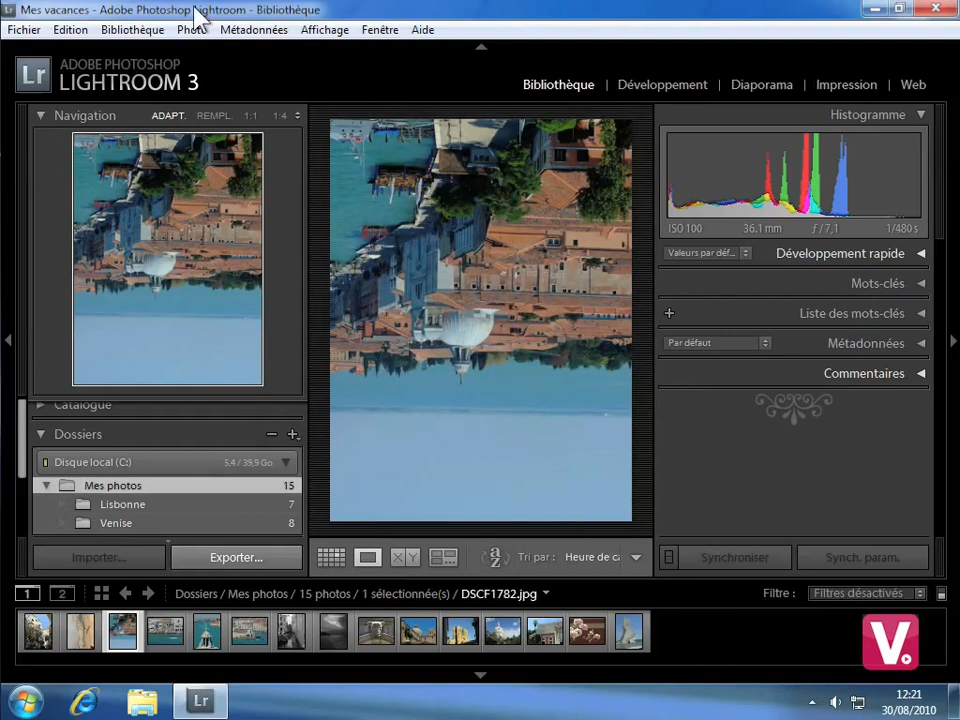 Mes vacances - Adobe Photoshop Lightroom - Bibliothèque
Fichier Edition Bibliothèque Photo Métadonnées Affichage Fenêtre Aide
Lr ADOBE PHOTOSHOP
LIGHTROOM 3
Bibliothèque | Développement | Diaporama | Impression | Web
Navigation ADAPT. REMPL. 1:1 1:4
Histogramme
ISO 100 36.1 mm ƒ / 7,1 1/480 s
Valeurs par déf... Développement rapide
Mots-clés
+ Liste des mots-clés
Par défaut Métadonnées
Commentaires
Catalogue
Dossiers − +
Disque local (C:) 5,4 / 39,9 Go
Mes photos 15
Lisbonne 7
Venise 8
Importer... Exporter...
X Y
a z Tri par : Heure de ca
Synchroniser Synch. param.
1 2 Dossiers / Mes photos / 15 photos / 1 sélectionnée(s) / DSCF1782.jpg
Filtre : Filtres désactivés
V.
Lr
12:21
30/08/2010